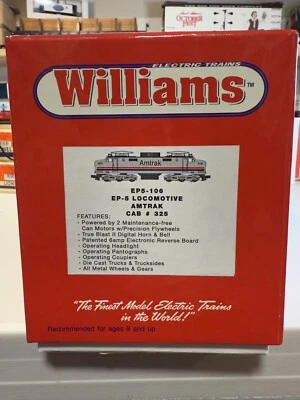 ELECTRIC TRAINS
Williams™
Amtrak
EP5-106
EP-5 LOCOMOTIVE
AMTRAK
CAB # 325
FEATURES:
- Powered by 2 Maintenance-free
Can Motors w/Precision Flywheels
- True Blast II Digital Horn & Bell
- Patented 6amp Electronic Reverse Board
- Operating Headlight
- Operating Pantographs
- Operating Couplers
- Die Cast Trucks & Trucksides
- All Metal Wheels & Gears
"The Finest Model Electric Trains
in the World!"
Recommended for ages 8 and up